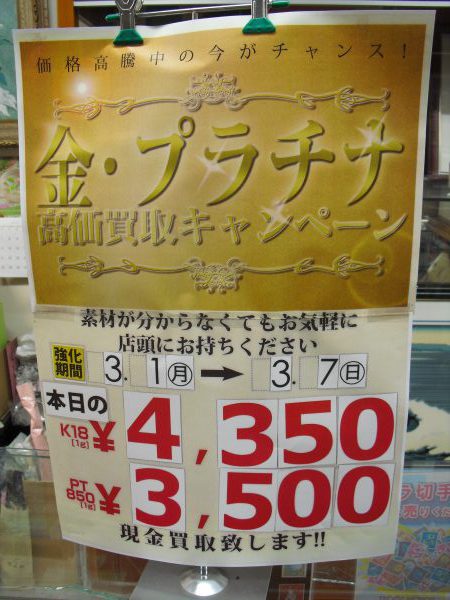 価格高騰中の今がチャンス!
金・プラチナ
高価買取キャンペーン
素材が分からなくてもお気軽に
店頭にお持ちください
強化期間 3.1(月)→3.7(日)
本日の
K18(1g)¥4,350
PT850(1g)¥3,500
現金買取致します!!
切手